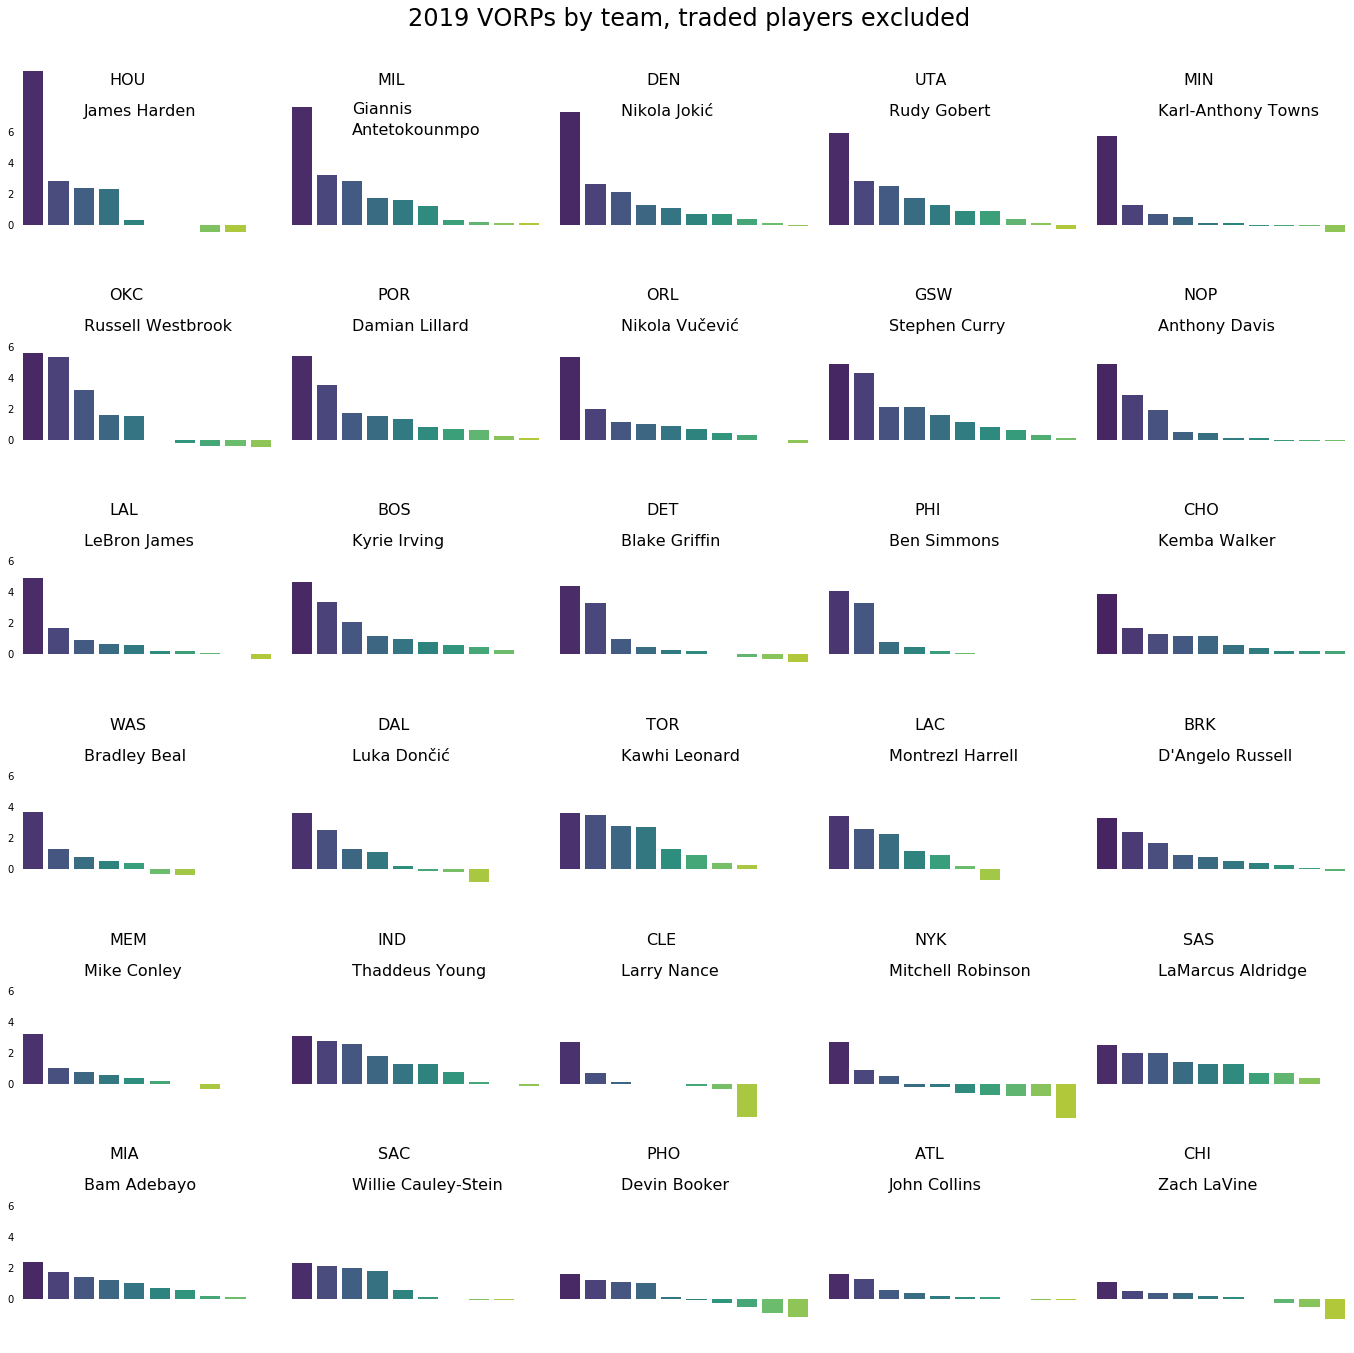 2019 VORPs by team, traded players excluded
HOU
MIL
DEN
UTA
MIN
James Harden
Giannis
Antetokounmpo
Nikola Jokić
Rudy Gobert
Karl-Anthony Towns
6
4
2
0
OKC
POR
ORL
GSW
NOP
Russell Westbrook
Damian Lillard
Nikola Vučević
Stephen Curry
Anthony Davis
6
4
2
0
LAL
BOS
DET
PHI
CHO
LeBron James
Kyrie Irving
Blake Griffin
Ben Simmons
Kemba Walker
6
4
2
0
WAS
DAL
TOR
LAC
BRK
Bradley Beal
Luka Dončić
Kawhi Leonard
Montrezl Harrell
D'Angelo Russell
6
4
2
0
MEM
IND
CLE
NYK
SAS
Mike Conley
Thaddeus Young
Larry Nance
Mitchell Robinson
LaMarcus Aldridge
6
4
2
0
MIA
SAC
PHO
ATL
CHI
Bam Adebayo
Willie Cauley-Stein
Devin Booker
John Collins
Zach LaVine
6
4
2
0